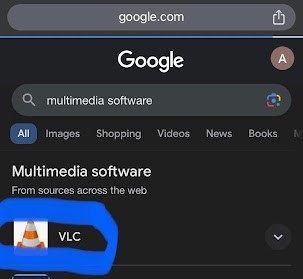 google.com
Google
A
multimedia software
All Images Shopping Videos News Books
Multimedia software
From sources across the web
VLC